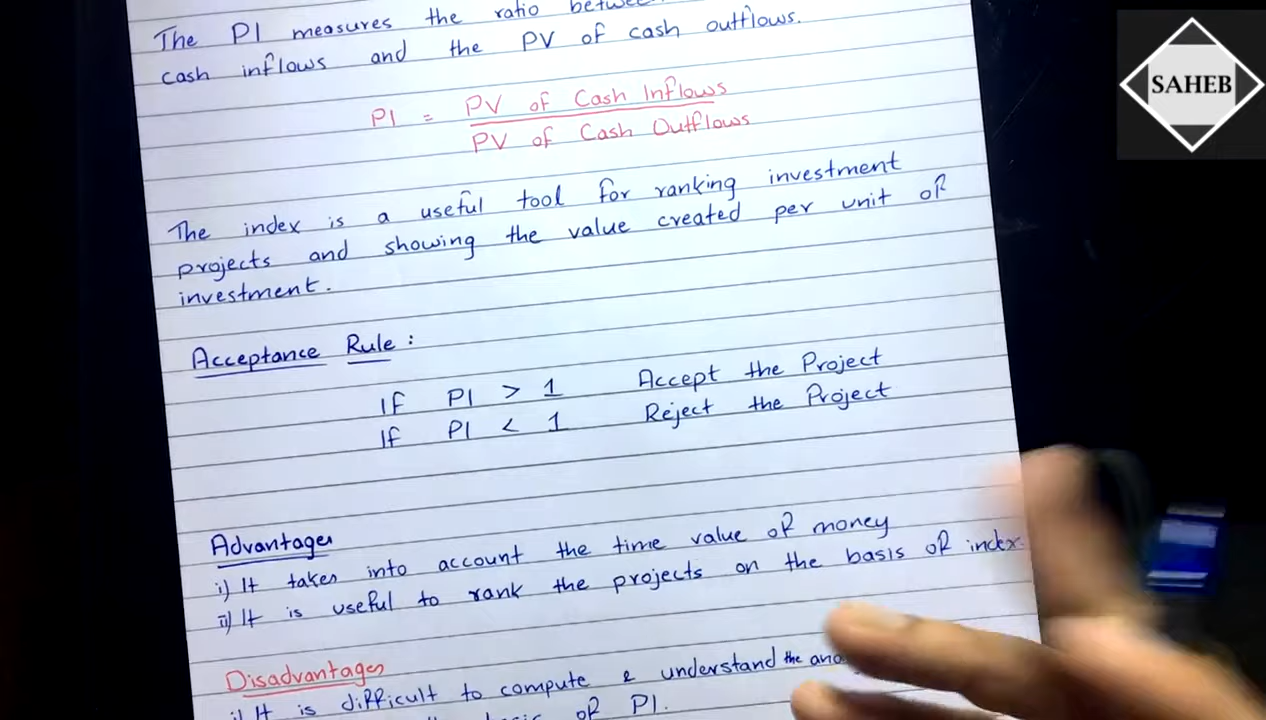 The PI measures the ratio
cash inflows and the PV of cash outflows.
PI = PV of Cash Inflows
PV of Cash Outflows
The index is a useful tool for ranking investment
projects and showing the value created per unit of
investment.
Acceptance Rule:
If PI > 1 Accept the Project
If PI < 1 Reject the Project
Advantages
i) It takes into account the time value of money
ii) It is useful to rank the projects on the basis of index.
Disadvantages
i) It is difficult to compute & understand the
of PI.
SAHEB